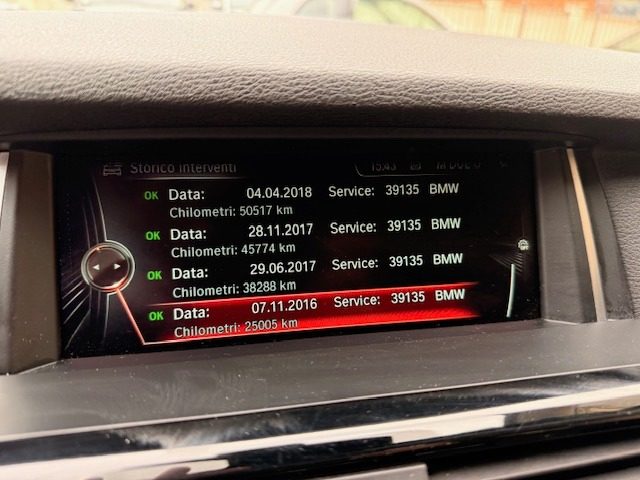 Storico interventi 15:43
OK Data: 04.04.2018 Service: 39135 BMW
Chilometri: 50517 km
OK Data: 28.11.2017 Service: 39135 BMW
Chilometri: 45774 km
OK Data: 29.06.2017 Service: 39135 BMW
Chilometri: 38288 km
OK Data: 07.11.2016 Service: 39135 BMW
Chilometri: 25005 km